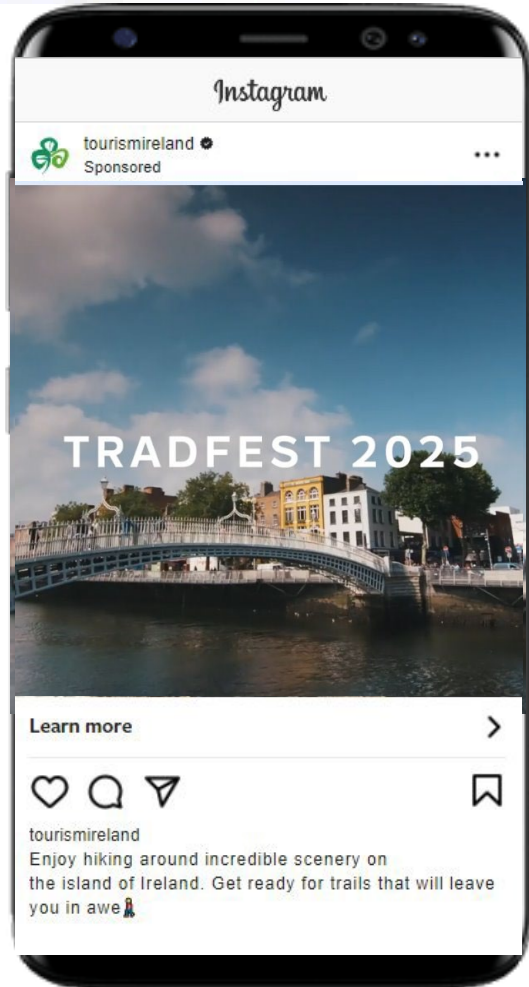 Instagram
tourismireland
Sponsored
TRADFEST 2025
Learn more
tourismireland
Enjoy hiking around incredible scenery on
the island of Ireland. Get ready for trails that will leave
you in awe